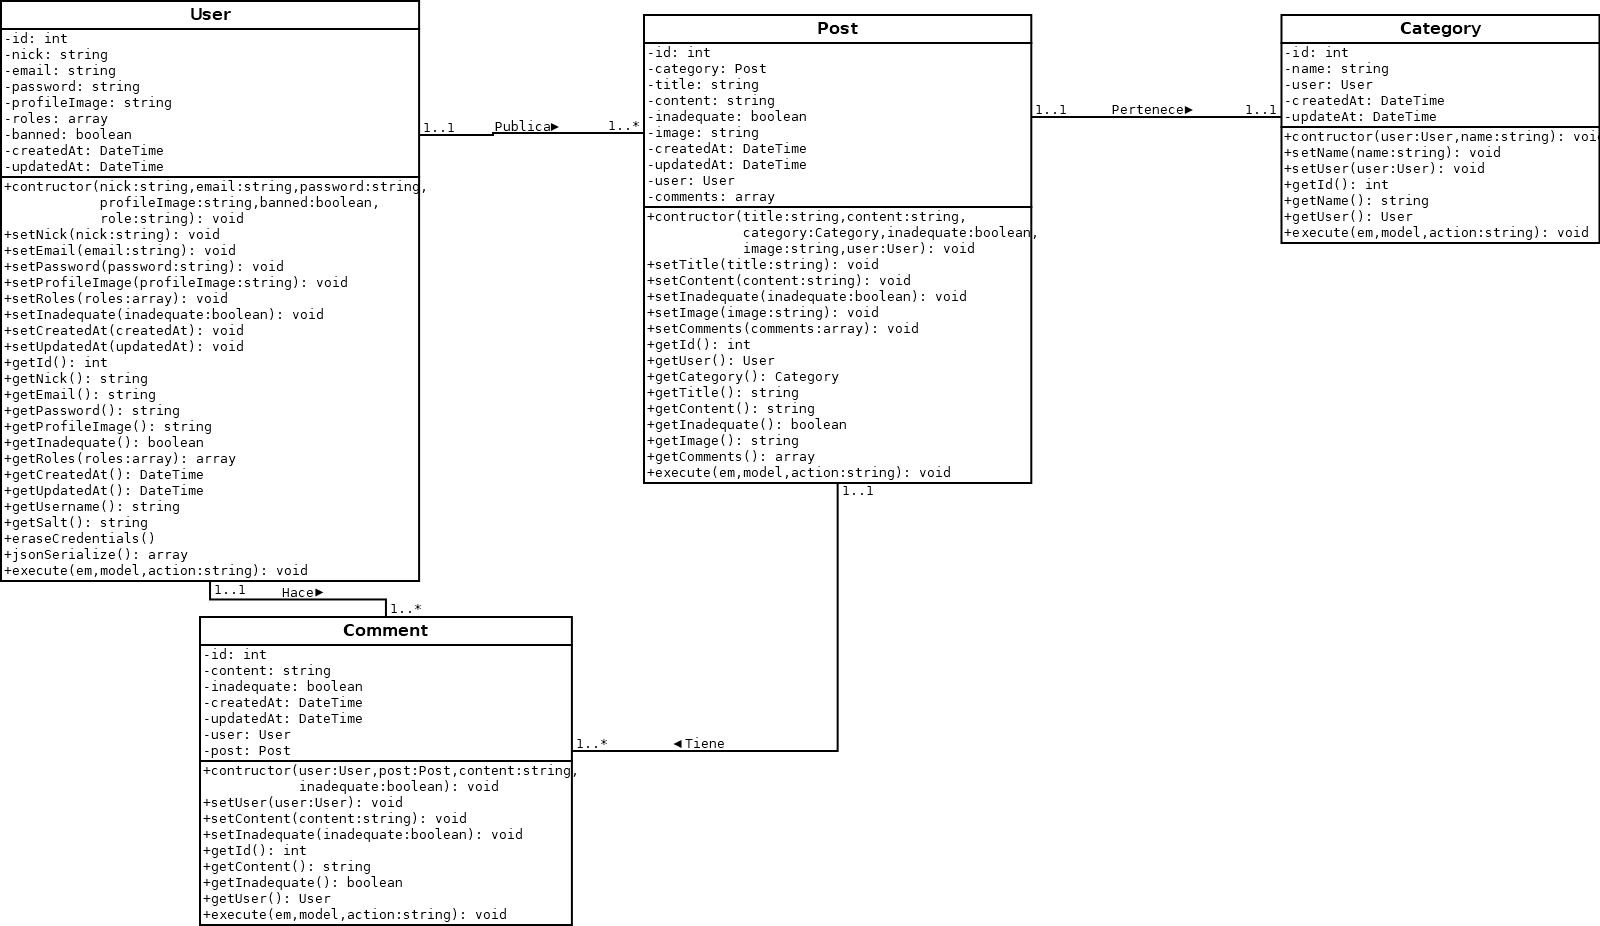 User
-id: int
-nick: string
-email: string
-password: string
-profileImage: string
-roles: array
-banned: boolean
-createdAt: DateTime
-updatedAt: DateTime
+contructor(nick:string,email:string,password:string,
profileImage:string,banned:boolean,
role:string): void
+setNick(nick:string): void
+setEmail(email:string): void
+setPassword(password:string): void
+setProfileImage(profileImage:string): void
+setRoles(roles:array): void
+setInadequate(inadequate:boolean): void
+setCreatedAt(createdAt): void
+setUpdatedAt(updatedAt): void
+getId(): int
+getNick(): string
+getEmail(): string
+getPassword(): string
+getProfileImage(): string
+getInadequate(): boolean
+getRoles(roles:array): array
+getCreatedAt(): DateTime
+getUpdatedAt(): DateTime
+getUsername(): string
+getSalt(): string
+eraseCredentials()
+jsonSerialize(): array
+execute(em,model,action:string): void
1..1 Publica► 1..*
Post
-id: int
-category: Post
-title: string
-content: string
-inadequate: boolean
-image: string
-createdAt: DateTime
-updatedAt: DateTime
-user: User
-comments: array
+contructor(title:string,content:string,
category:Category,inadequate:boolean,
image:string,user:User): void
+setTitle(title:string): void
+setContent(content:string): void
+setInadequate(inadequate:boolean): void
+setImage(image:string): void
+setComments(comments:array): void
+getId(): int
+getUser(): User
+getCategory(): Category
+getTitle(): string
+getContent(): string
+getInadequate(): boolean
+getImage(): string
+getComments(): array
+execute(em,model,action:string): void
1..1 Pertenece► 1..1
Category
-id: int
-name: string
-user: User
-createdAt: DateTime
-updateAt: DateTime
+contructor(user:User,name:string): void
+setName(name:string): void
+setUser(user:User): void
+getId(): int
+getName(): string
+getUser(): User
+execute(em,model,action:string): void
1..1 Hace► 1..*
Comment
-id: int
-content: string
-inadequate: boolean
-createdAt: DateTime
-updatedAt: DateTime
-user: User
-post: Post
+contructor(user:User,post:Post,content:string,
inadequate:boolean): void
+setUser(user:User): void
+setContent(content:string): void
+setInadequate(inadequate:boolean): void
+getId(): int
+getContent(): string
+getInadequate(): boolean
+getUser(): User
+execute(em,model,action:string): void
1..1
1..* ◄Tiene